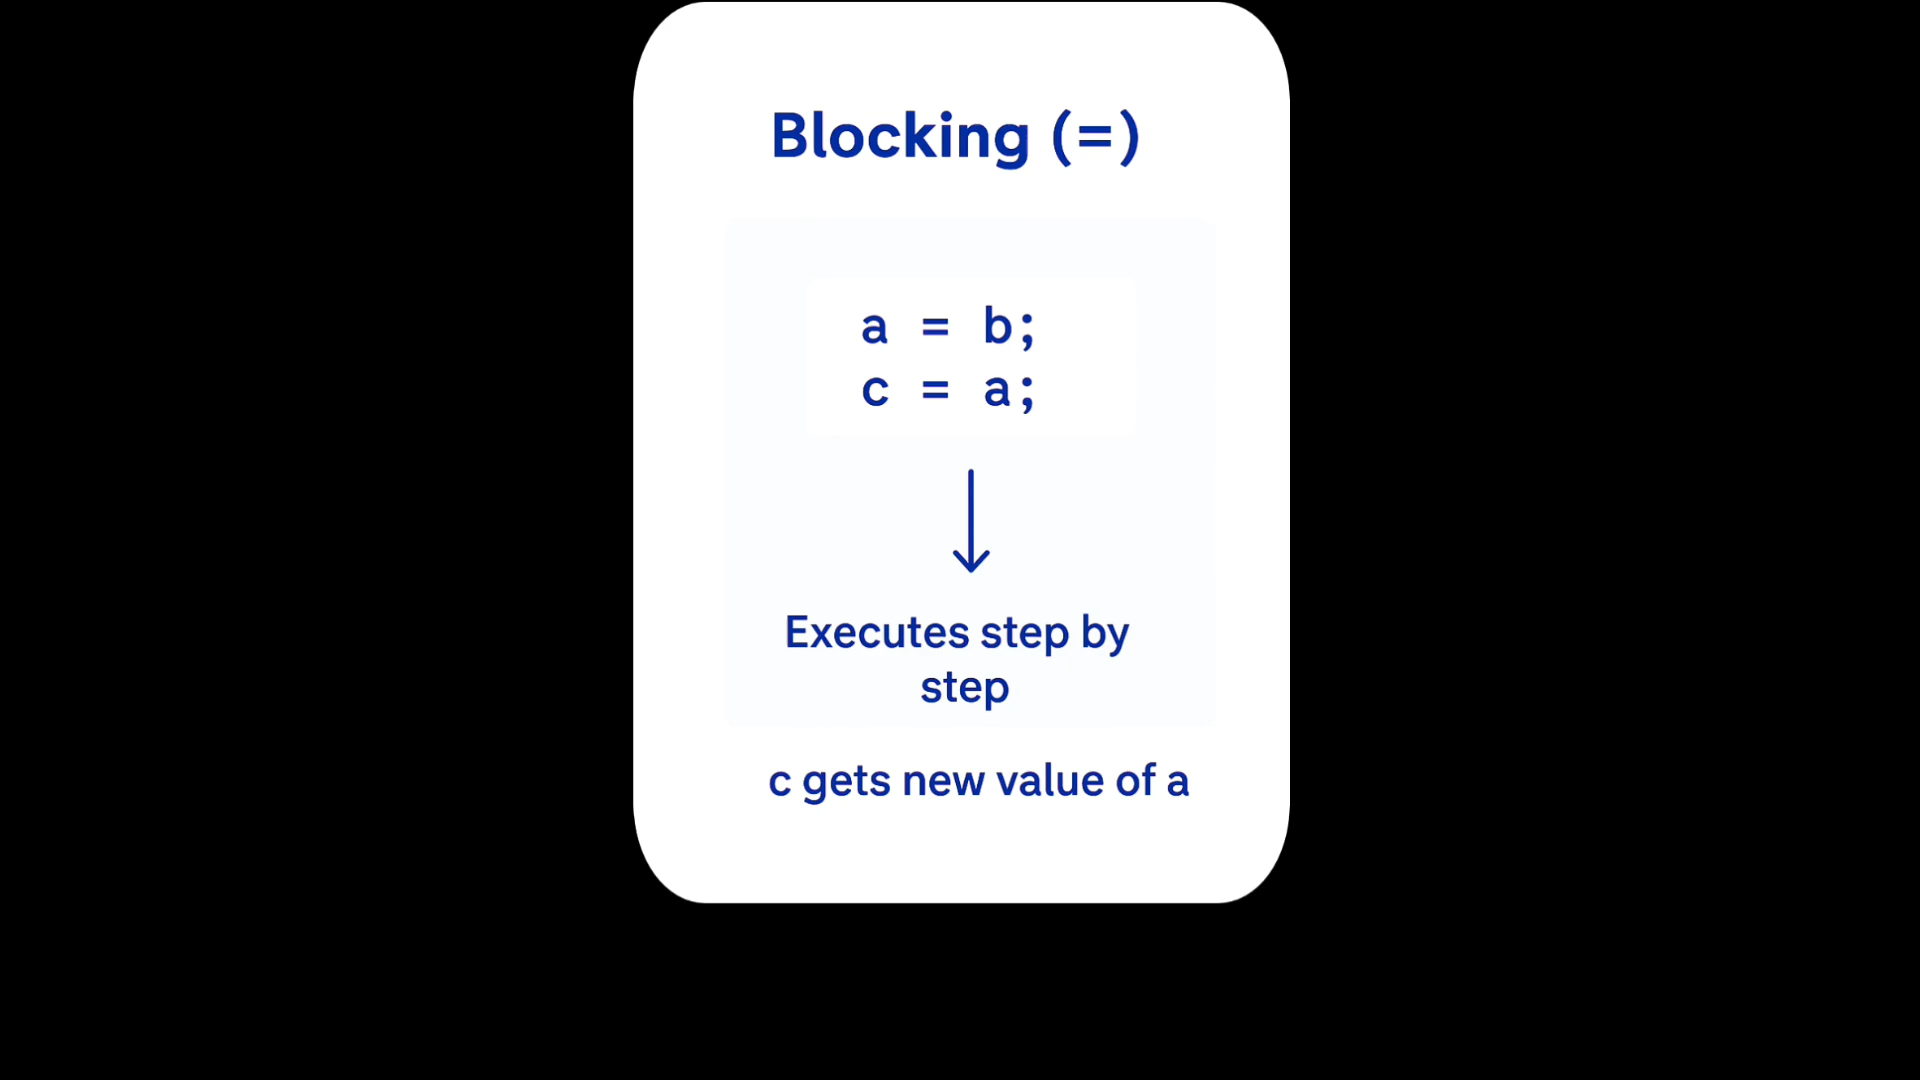 Blocking (=)
a = b;
c = a;
Executes step by
step
c gets new value of a